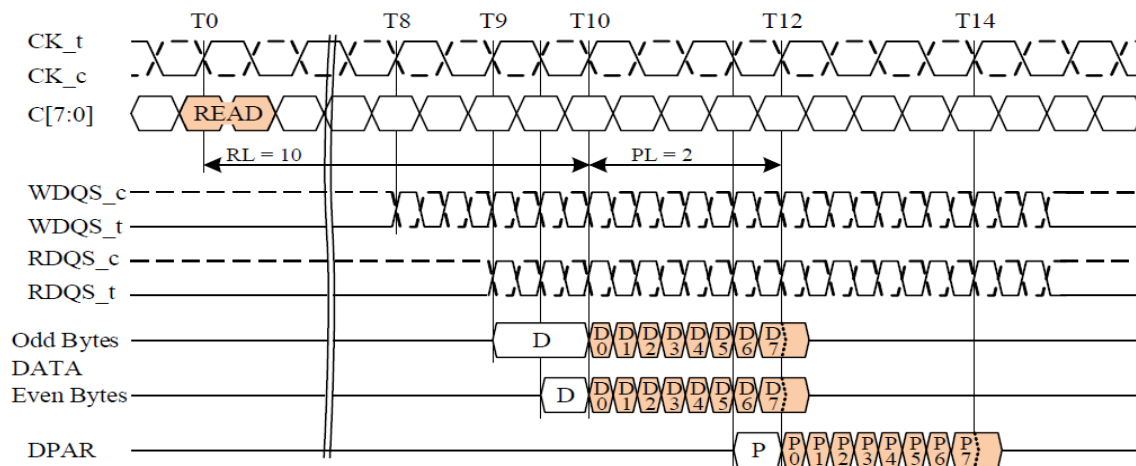 T0 T8 T9 T10 T12 T14
CK_t
CK_c
C[7:0] READ
RL = 10 PL = 2
WDQS_c
WDQS_t
RDQS_c
RDQS_t
Odd Bytes D D0 D1 D2 D3 D4 D5 D6 D7
DATA
Even Bytes D D0 D1 D2 D3 D4 D5 D6 D7
DPAR P P0 P1 P2 P3 P4 P5 P6 P7